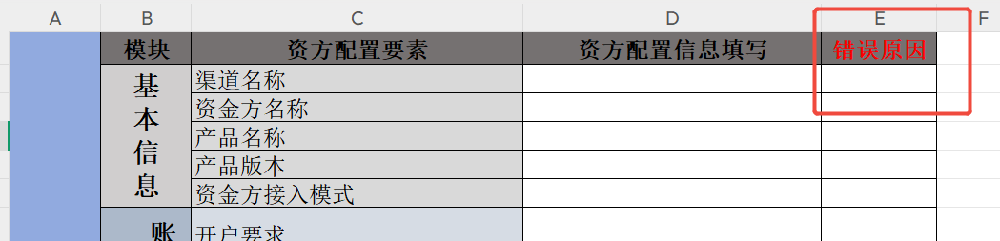 A B C D E F
模块 资方配置要素 资方配置信息填写 错误原因
基本信息 渠道名称
资金方名称
产品名称
产品版本
资金方接入模式
账 开户要求